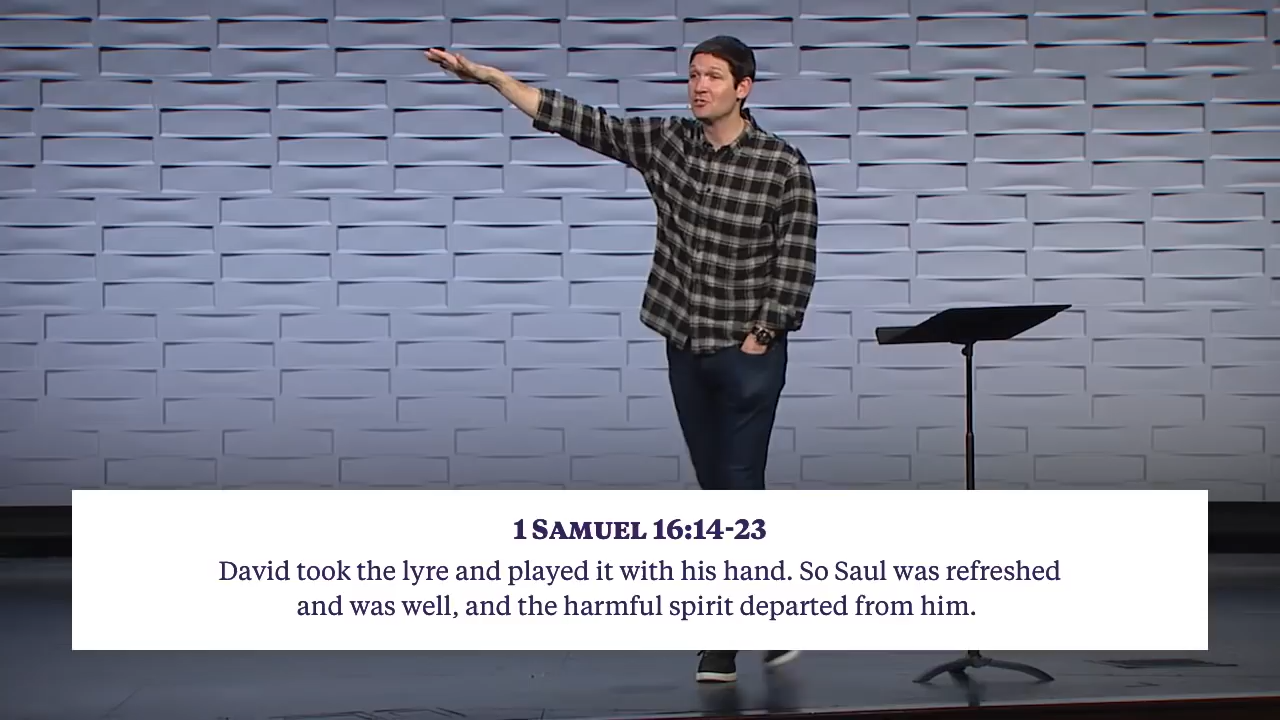 1 SAMUEL 16:14-23
David took the lyre and played it with his hand. So Saul was refreshed
and was well, and the harmful spirit departed from him.